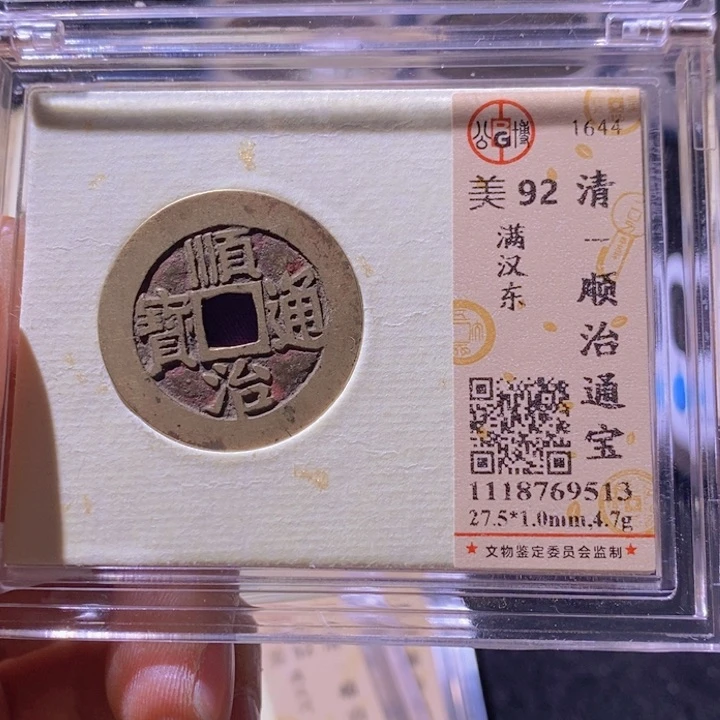 順治通寶
公G博
1644
美 92
清-顺治通宝
满汉东
1118769513
27.5*1.0mm,4.7g
★ 文物鉴定委员会监制 ★